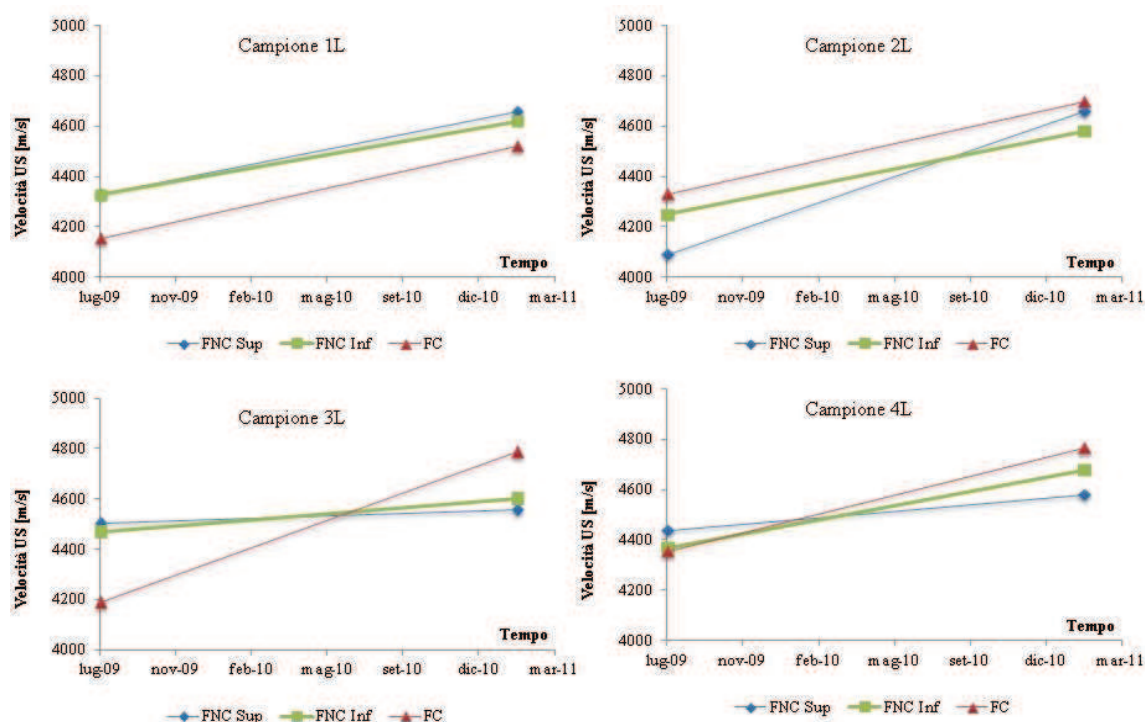 Campione 1L
Velocità US [m/s]
5000
4800
4600
4400
4200
4000
Tempo
lug-09 nov-09 feb-10 mag-10 set-10 dic-10 mar-11
FNC Sup FNC Inf FC
Campione 2L
Velocità US [m/s]
5000
4800
4600
4400
4200
4000
Tempo
lug-09 nov-09 feb-10 mag-10 set-10 dic-10 mar-11
FNC Sup FNC Inf FC
Campione 3L
Velocità US [m/s]
5000
4800
4600
4400
4200
4000
Tempo
lug-09 nov-09 feb-10 mag-10 set-10 dic-10 mar-11
FNC Sup FNC Inf FC
Campione 4L
Velocità US [m/s]
5000
4800
4600
4400
4200
4000
Tempo
lug-09 nov-09 feb-10 mag-10 set-10 dic-10 mar-11
FNC Sup FNC Inf FC